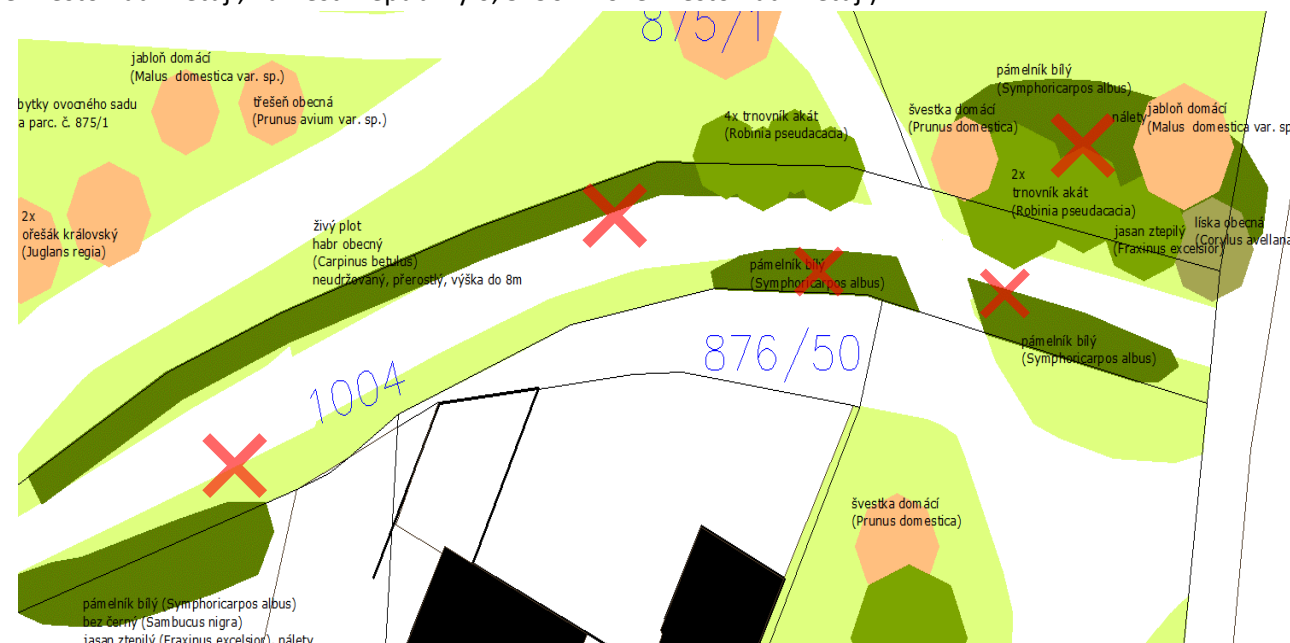 875/1
jabloň domácí
(Malus domestica var. sp.)
třešeň obecná
(Prunus avium var. sp.)
bytky ovocného sadu
a parc. č. 875/1
4x trnovník akát
(Robinia pseudacacia)
pámelník bílý
(Symphoricarpos albus)
švestka domácí
(Prunus domestica)
nálety
jabloň domácí
(Malus domestica var. sp
2x
trnovník akát
(Robinia pseudacacia)
jasan ztepilý
(Fraxinus excelsior)
líska obecná
(Corylus avellana
2x
ořešák královský
(Juglans regia)
živý plot
habr obecný
(Carpinus betulus)
neudržovaný, přerostlý, výška do 8m
pámelník bílý
(Symphoricarpos albus)
pámelník bílý
(Symphoricarpos albus)
876/50
1004
švestka domácí
(Prunus domestica)
pámelník bílý (Symphoricarpos albus)
bez černý (Sambucus nigra)
jasan ztepilý (Fraxinus excelsior), nálety